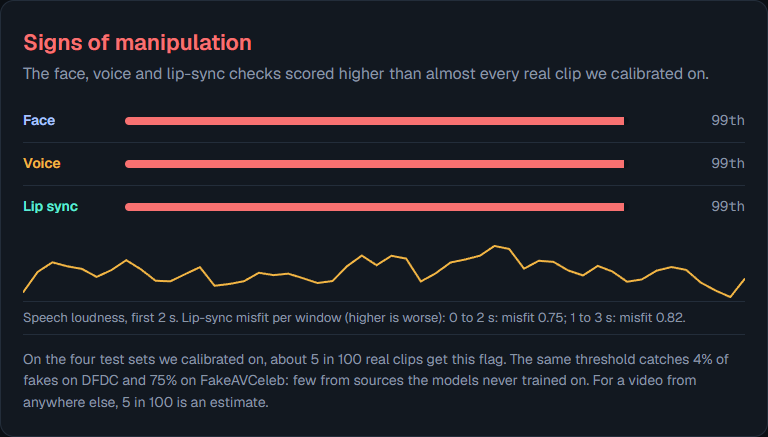 Signs of manipulation
The face, voice and lip-sync checks scored higher than almost every real clip we calibrated on.
Face 99th
Voice 99th
Lip sync 99th
Speech loudness, first 2 s. Lip-sync misfit per window (higher is worse): 0 to 2 s: misfit 0.75; 1 to 3 s: misfit 0.82.
On the four test sets we calibrated on, about 5 in 100 real clips get this flag. The same threshold catches 4% of
fakes on DFDC and 75% on FakeAVCeleb: few from sources the models never trained on. For a video from
anywhere else, 5 in 100 is an estimate.